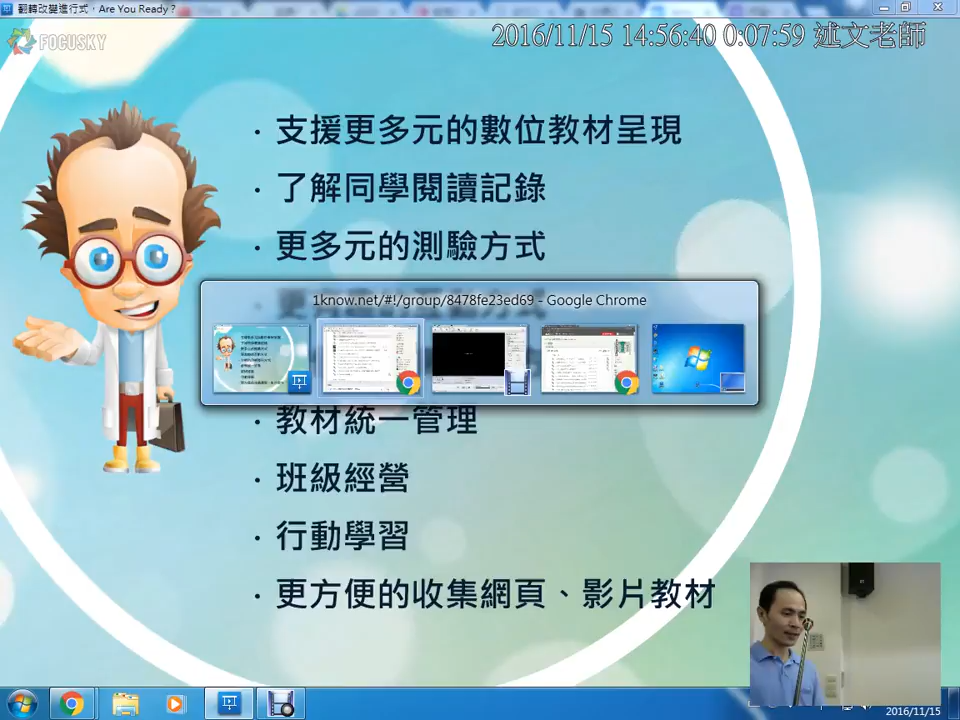 翻轉改變進行式，Are You Ready ?
FOCUSKY
2016/11/15 14:56:40 0:07:59 述文老師
· 支援更多元的數位教材呈現
· 了解同學閱讀記錄
· 更多元的測驗方式
1know.net/#!/group/8478fe23ed69 - Google Chrome
· 教材統一管理
· 班級經營
· 行動學習
· 更方便的收集網頁、影片教材
2016/11/15